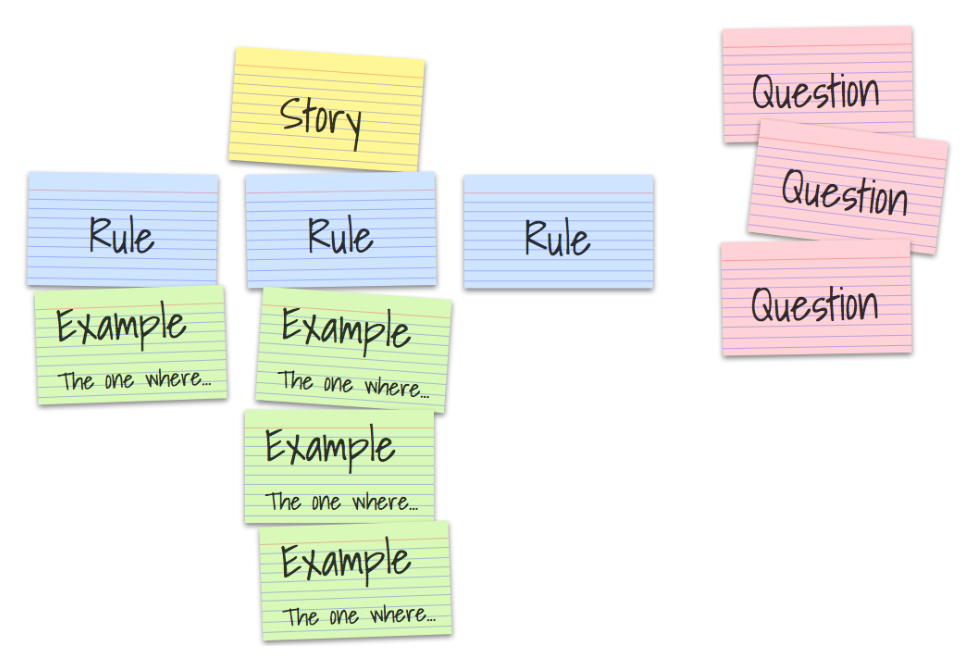 Story
Rule
Rule
Rule
Example
The one where...
Example
The one where...
Example
The one where...
Example
The one where...
Question
Question
Question